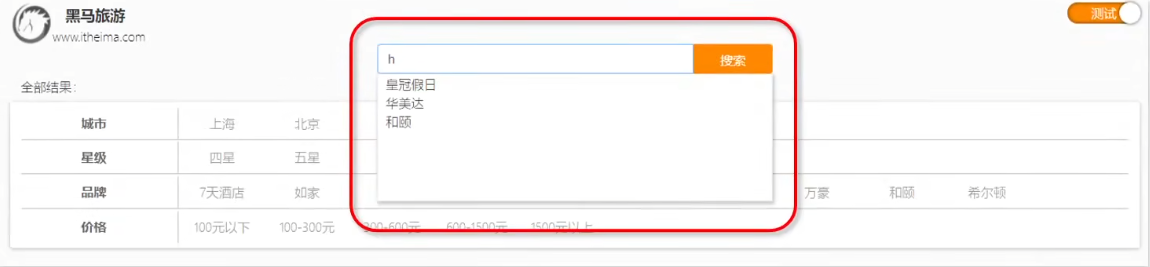 黑马旅游
www.itheima.com
测试
h
搜索
皇冠假日
华美达
和颐
全部结果：
城市 上海 北京
星级 四星 五星
品牌 7天酒店 如家 万豪 和颐 希尔顿
价格 100元以下 100-300元 300-600元 600-1500元 1500元以上